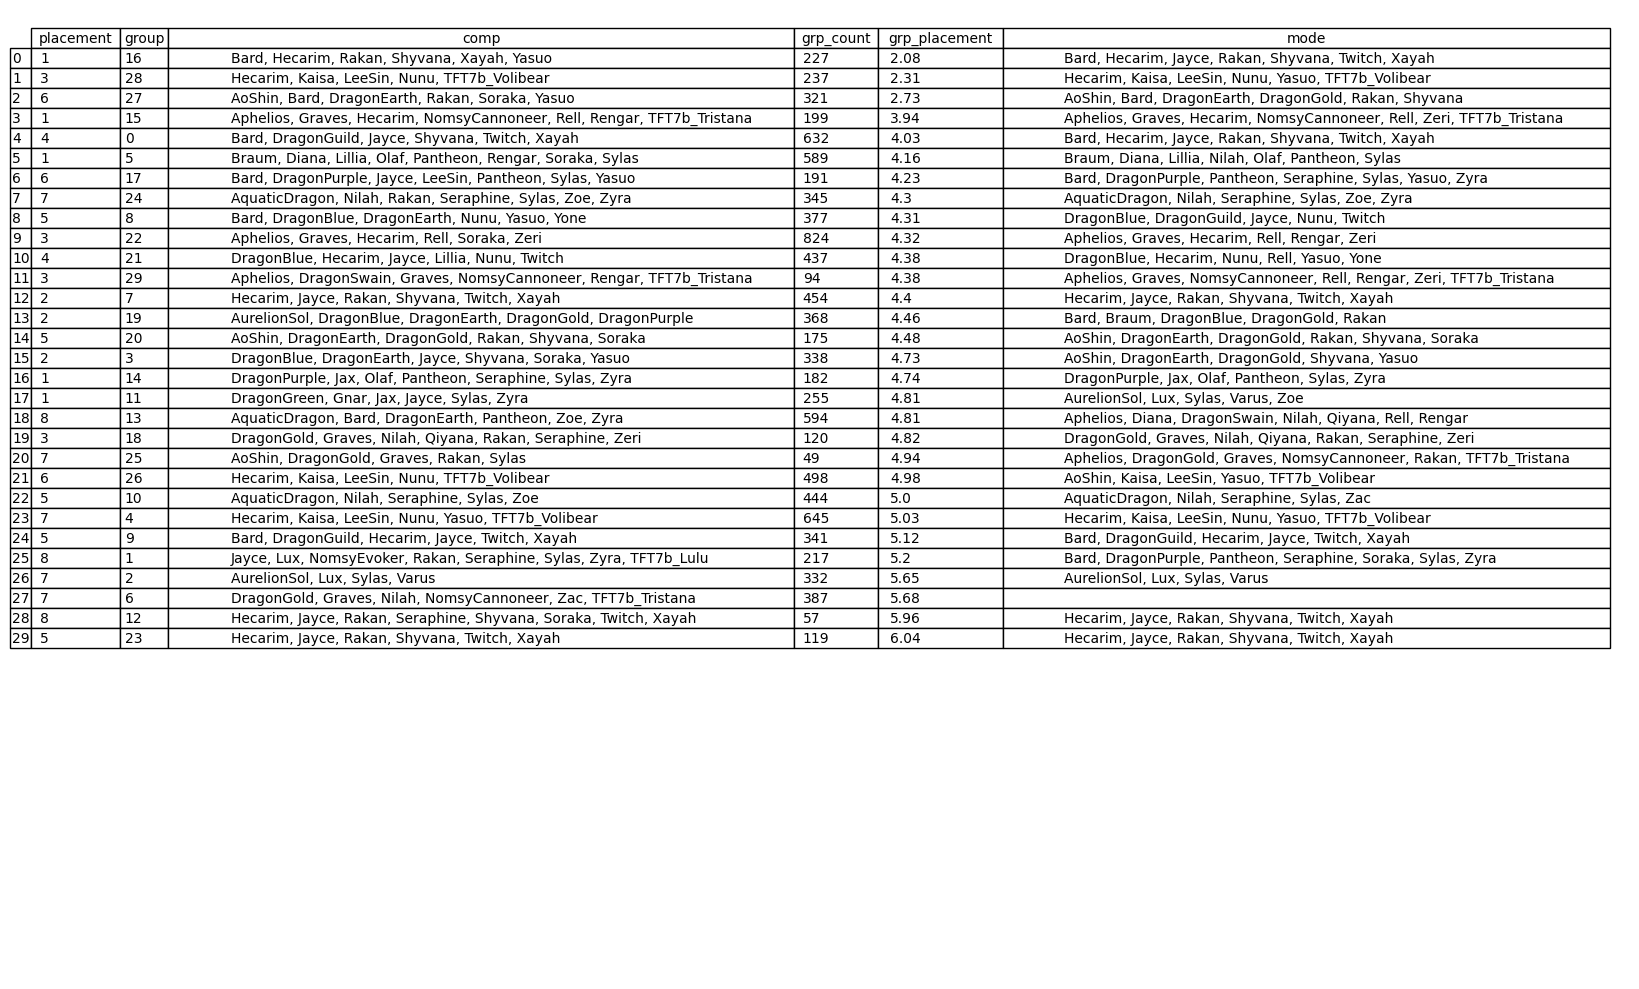 placement group comp grp_count grp_placement mode
0 1 16 Bard, Hecarim, Rakan, Shyvana, Xayah, Yasuo 227 2.08 Bard, Hecarim, Jayce, Rakan, Shyvana, Twitch, Xayah
1 3 28 Hecarim, Kaisa, LeeSin, Nunu, TFT7b_Volibear 237 2.31 Hecarim, Kaisa, LeeSin, Nunu, Yasuo, TFT7b_Volibear
2 6 27 AoShin, Bard, DragonEarth, Rakan, Soraka, Yasuo 321 2.73 AoShin, Bard, DragonEarth, DragonGold, Rakan, Shyvana
3 1 15 Aphelios, Graves, Hecarim, NomsyCannoneer, Rell, Rengar, TFT7b_Tristana 199 3.94 Aphelios, Graves, Hecarim, NomsyCannoneer, Rell, Zeri, TFT7b_Tristana
4 4 0 Bard, DragonGuild, Jayce, Shyvana, Twitch, Xayah 632 4.03 Bard, Hecarim, Jayce, Rakan, Shyvana, Twitch, Xayah
5 1 5 Braum, Diana, Lillia, Olaf, Pantheon, Rengar, Soraka, Sylas 589 4.16 Braum, Diana, Lillia, Nilah, Olaf, Pantheon, Sylas
6 6 17 Bard, DragonPurple, Jayce, LeeSin, Pantheon, Sylas, Yasuo 191 4.23 Bard, DragonPurple, Pantheon, Seraphine, Sylas, Yasuo, Zyra
7 7 24 AquaticDragon, Nilah, Rakan, Seraphine, Sylas, Zoe, Zyra 345 4.3 AquaticDragon, Nilah, Seraphine, Sylas, Zoe, Zyra
8 5 8 Bard, DragonBlue, DragonEarth, Nunu, Yasuo, Yone 377 4.31 DragonBlue, DragonGuild, Jayce, Nunu, Twitch
9 3 22 Aphelios, Graves, Hecarim, Rell, Soraka, Zeri 824 4.32 Aphelios, Graves, Hecarim, Rell, Rengar, Zeri
10 4 21 DragonBlue, Hecarim, Jayce, Lillia, Nunu, Twitch 437 4.38 DragonBlue, Hecarim, Nunu, Rell, Yasuo, Yone
11 3 29 Aphelios, DragonSwain, Graves, NomsyCannoneer, Rengar, TFT7b_Tristana 94 4.38 Aphelios, Graves, NomsyCannoneer, Rell, Rengar, Zeri, TFT7b_Tristana
12 2 7 Hecarim, Jayce, Rakan, Shyvana, Twitch, Xayah 454 4.4 Hecarim, Jayce, Rakan, Shyvana, Twitch, Xayah
13 2 19 AurelionSol, DragonBlue, DragonEarth, DragonGold, DragonPurple 368 4.46 Bard, Braum, DragonBlue, DragonGold, Rakan
14 5 20 AoShin, DragonEarth, DragonGold, Rakan, Shyvana, Soraka 175 4.48 AoShin, DragonEarth, DragonGold, Rakan, Shyvana, Soraka
15 2 3 DragonBlue, DragonEarth, Jayce, Shyvana, Soraka, Yasuo 338 4.73 AoShin, DragonEarth, DragonGold, Shyvana, Yasuo
16 1 14 DragonPurple, Jax, Olaf, Pantheon, Seraphine, Sylas, Zyra 182 4.74 DragonPurple, Jax, Olaf, Pantheon, Sylas, Zyra
17 1 11 DragonGreen, Gnar, Jax, Jayce, Sylas, Zyra 255 4.81 AurelionSol, Lux, Sylas, Varus, Zoe
18 8 13 AquaticDragon, Bard, DragonEarth, Pantheon, Zoe, Zyra 594 4.81 Aphelios, Diana, DragonSwain, Nilah, Qiyana, Rell, Rengar
19 3 18 DragonGold, Graves, Nilah, Qiyana, Rakan, Seraphine, Zeri 120 4.82 DragonGold, Graves, Nilah, Qiyana, Rakan, Seraphine, Zeri
20 7 25 AoShin, DragonGold, Graves, Rakan, Sylas 49 4.94 Aphelios, DragonGold, Graves, NomsyCannoneer, Rakan, TFT7b_Tristana
21 6 26 Hecarim, Kaisa, LeeSin, Nunu, TFT7b_Volibear 498 4.98 AoShin, Kaisa, LeeSin, Yasuo, TFT7b_Volibear
22 5 10 AquaticDragon, Nilah, Seraphine, Sylas, Zoe 444 5.0 AquaticDragon, Nilah, Seraphine, Sylas, Zac
23 7 4 Hecarim, Kaisa, LeeSin, Nunu, Yasuo, TFT7b_Volibear 645 5.03 Hecarim, Kaisa, LeeSin, Nunu, Yasuo, TFT7b_Volibear
24 5 9 Bard, DragonGuild, Hecarim, Jayce, Twitch, Xayah 341 5.12 Bard, DragonGuild, Hecarim, Jayce, Twitch, Xayah
25 8 1 Jayce, Lux, NomsyEvoker, Rakan, Seraphine, Sylas, Zyra, TFT7b_Lulu 217 5.2 Bard, DragonPurple, Pantheon, Seraphine, Soraka, Sylas, Zyra
26 7 2 AurelionSol, Lux, Sylas, Varus 332 5.65 AurelionSol, Lux, Sylas, Varus
27 7 6 DragonGold, Graves, Nilah, NomsyCannoneer, Zac, TFT7b_Tristana 387 5.68
28 8 12 Hecarim, Jayce, Rakan, Seraphine, Shyvana, Soraka, Twitch, Xayah 57 5.96 Hecarim, Jayce, Rakan, Shyvana, Twitch, Xayah
29 5 23 Hecarim, Jayce, Rakan, Shyvana, Twitch, Xayah 119 6.04 Hecarim, Jayce, Rakan, Shyvana, Twitch, Xayah